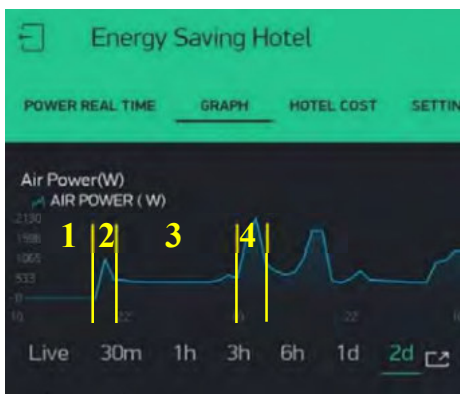 Energy Saving Hotel
POWER REAL TIME GRAPH HOTEL COST SETTIN
Air Power(W)
AIR POWER ( W)
2130
1 2 3 4
1065
533
22
22
Live 30m 1h 3h 6h 1d 2d